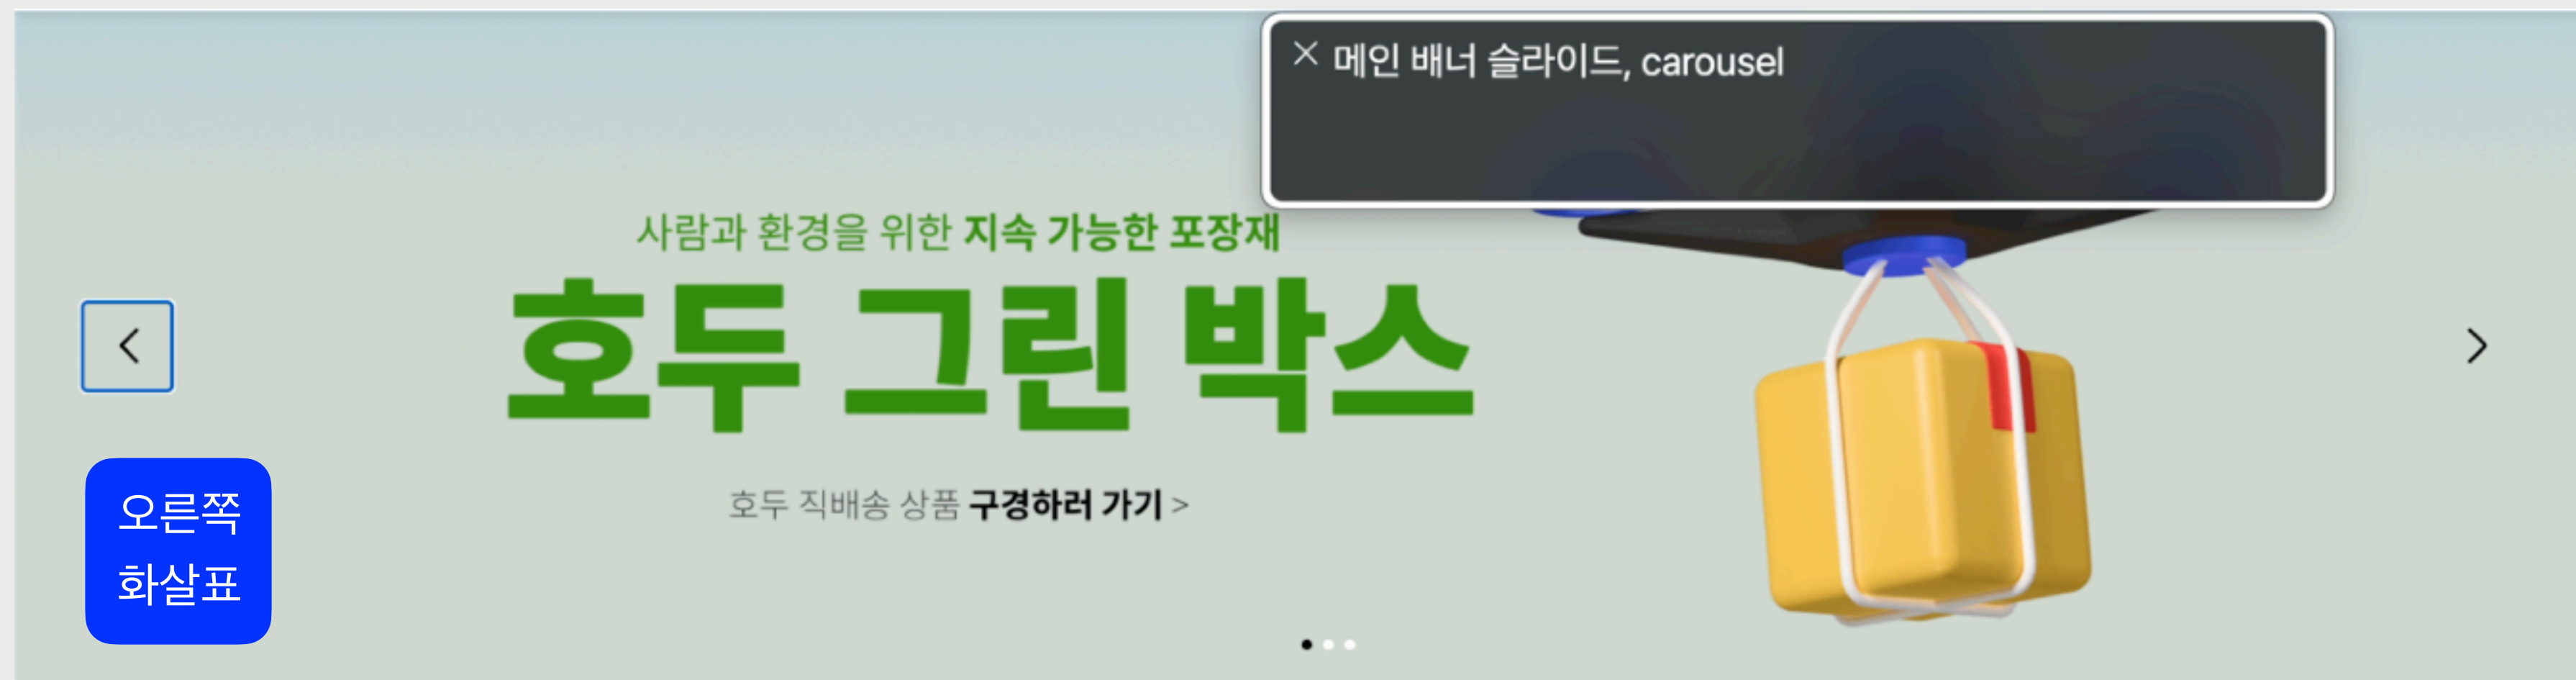 메인 배너 슬라이드, carousel
사람과 환경을 위한 지속 가능한 포장재
호두 그린 박스
호두 직배송 상품 구경하러 가기 >
오른쪽
화살표